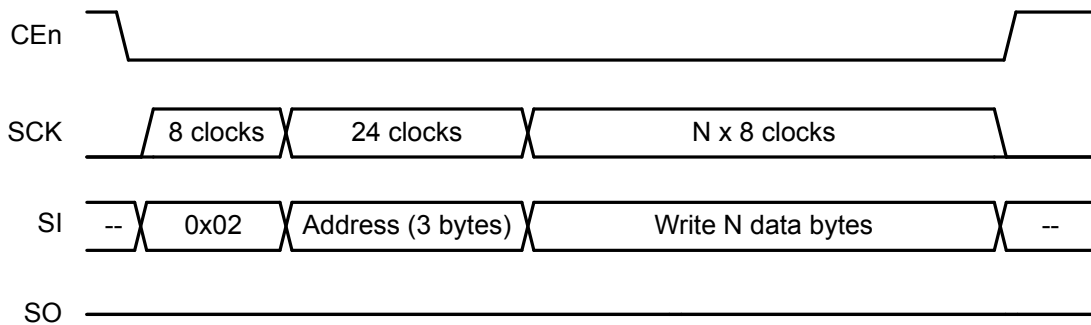 CEn
SCK 8 clocks 24 clocks N x 8 clocks
SI -- 0x02 Address (3 bytes) Write N data bytes --
SO